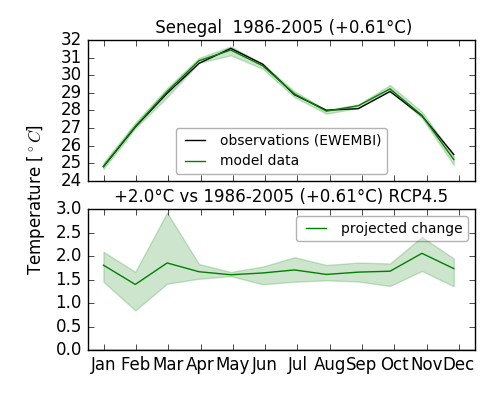 Senegal 1986-2005 (+0.61°C)
32
31
30
29
28
27
26
25
24
observations (EWEMBI)
model data
Temperature [°C]
+2.0°C vs 1986-2005 (+0.61°C) RCP4.5
3.0
2.5
2.0
1.5
1.0
0.5
0.0
projected change
Jan Feb Mar Apr May Jun Jul Aug Sep Oct Nov Dec